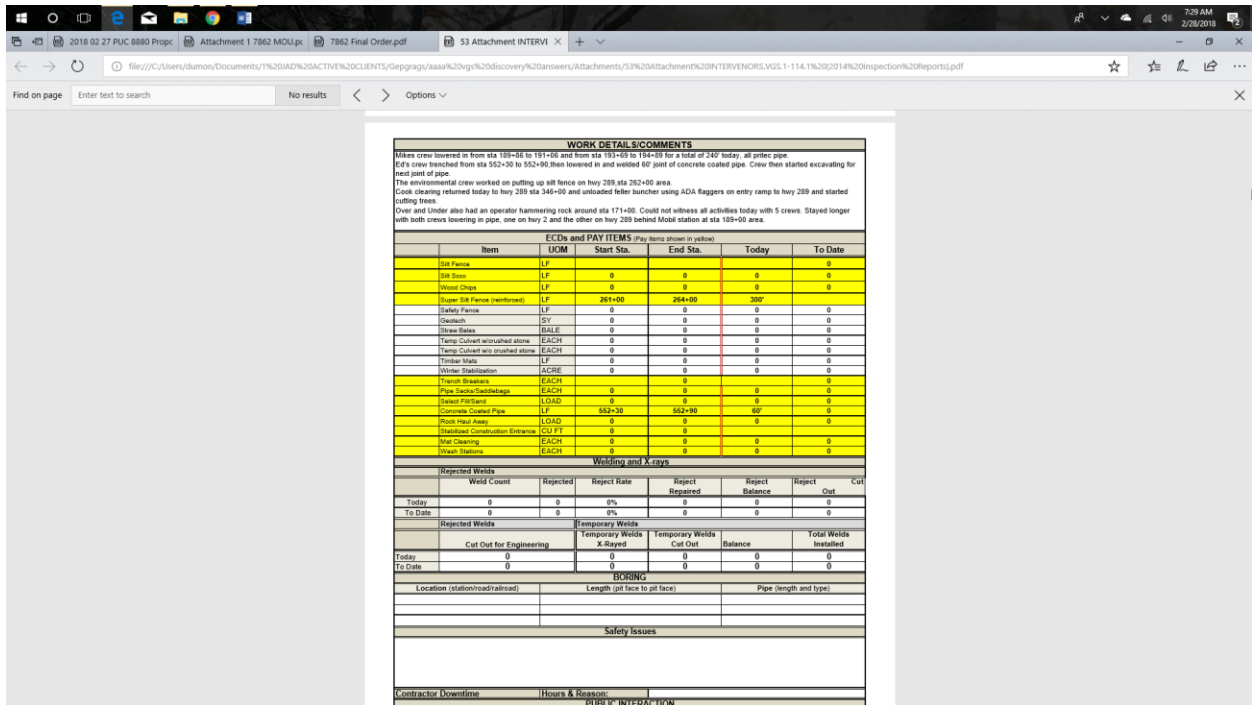 7:29 AM
2/28/2018
2018 02 27 PUC 8880 Propc
Attachment 1 7862 MOU.pc
7862 Final Order.pdf
53 Attachment INTERVE
file:///C:/Users/dumon/Documents/1%20JAD%20ACTIVE%20CLIENTS/Gepgrags/aaaa%20vgs%20discovery%20answers/Attachments/53%20Attachment%20INTERVENORS.VGS.1-114.1%20(2014%20Inspection%20Reports).pdf
Find on page Enter text to search No results Options
WORK DETAILS/COMMENTS
Mikes crew lowered in from sta 189+86 to 191+06 and from sta 193+69 to 194+89 for a total of 240' today, all pritec pipe.
Ed's crew trenched from sta 552+30 to 552+90,then lowered in and welded 60' joint of concrete coated pipe. Crew then started excavating for
next joint of pipe.
The environmental crew worked on putting up silt fence on hwy 289,sta 262+00 area.
Cook clearing returned today to hwy 289 sta 346+00 and unloaded feller buncher using ADA flaggers on entry ramp to hwy 289 and started
cutting trees.
Over and Under also had an operator hammering rock around sta 171+00. Could not witness all activities today with 5 crews. Stayed longer
with both crews lowering in pipe, one on hwy 2 and the other on hwy 289 behind Mobil station at sta 189+00 area.
ECDs and PAY ITEMS (Pay items shown in yellow)
Item UOM Start Sta. End Sta. Today To Date
Silt Fence LF 0
Silt Soxx LF 0 0 0 0
Wood Chips LF 0 0 0 0
Super Silt Fence (reinforced) LF 261+00 264+00 300'
Safety Fence LF 0 0 0 0
Geotech SY 0 0 0 0
Straw Bales BALE 0 0 0 0
Temp Culvert w/crushed stone EACH 0 0 0 0
Temp Culvert w/o crushed stone EACH 0 0 0 0
Timber Mats LF 0 0 0 0
Winter Stabilization ACRE 0 0 0 0
Trench Breakers EACH 0 0
Pipe Sacks/Saddlebags EACH 0 0 0 0
Select Fill/Sand LOAD 0 0 0 0
Concrete Coated Pipe LF 552+30 552+90 60' 0
Rock Haul Away LOAD 0 0 0 0
Stabilized Construction Entrance CU FT 0 0
Mat Cleaning EACH 0 0 0 0
Wash Stations EACH 0 0 0 0
Welding and X-rays
Rejected Welds
Weld Count Rejected Reject Rate Reject Reject Reject Cut
Repaired Balance Out
Today 0 0 0% 0 0 0
To Date 0 0 0% 0 0 0
Rejected Welds Temporary Welds
Temporary Welds Temporary Welds Total Welds
Cut Out for Engineering X-Rayed Cut Out Balance Installed
Today 0 0 0 0 0
To Date 0 0 0 0 0
BORING
Location (station/road/railroad) Length (pit face to pit face) Pipe (length and type)
Safety Issues
Contractor Downtime Hours & Reason:
PUBLIC INTERACTION